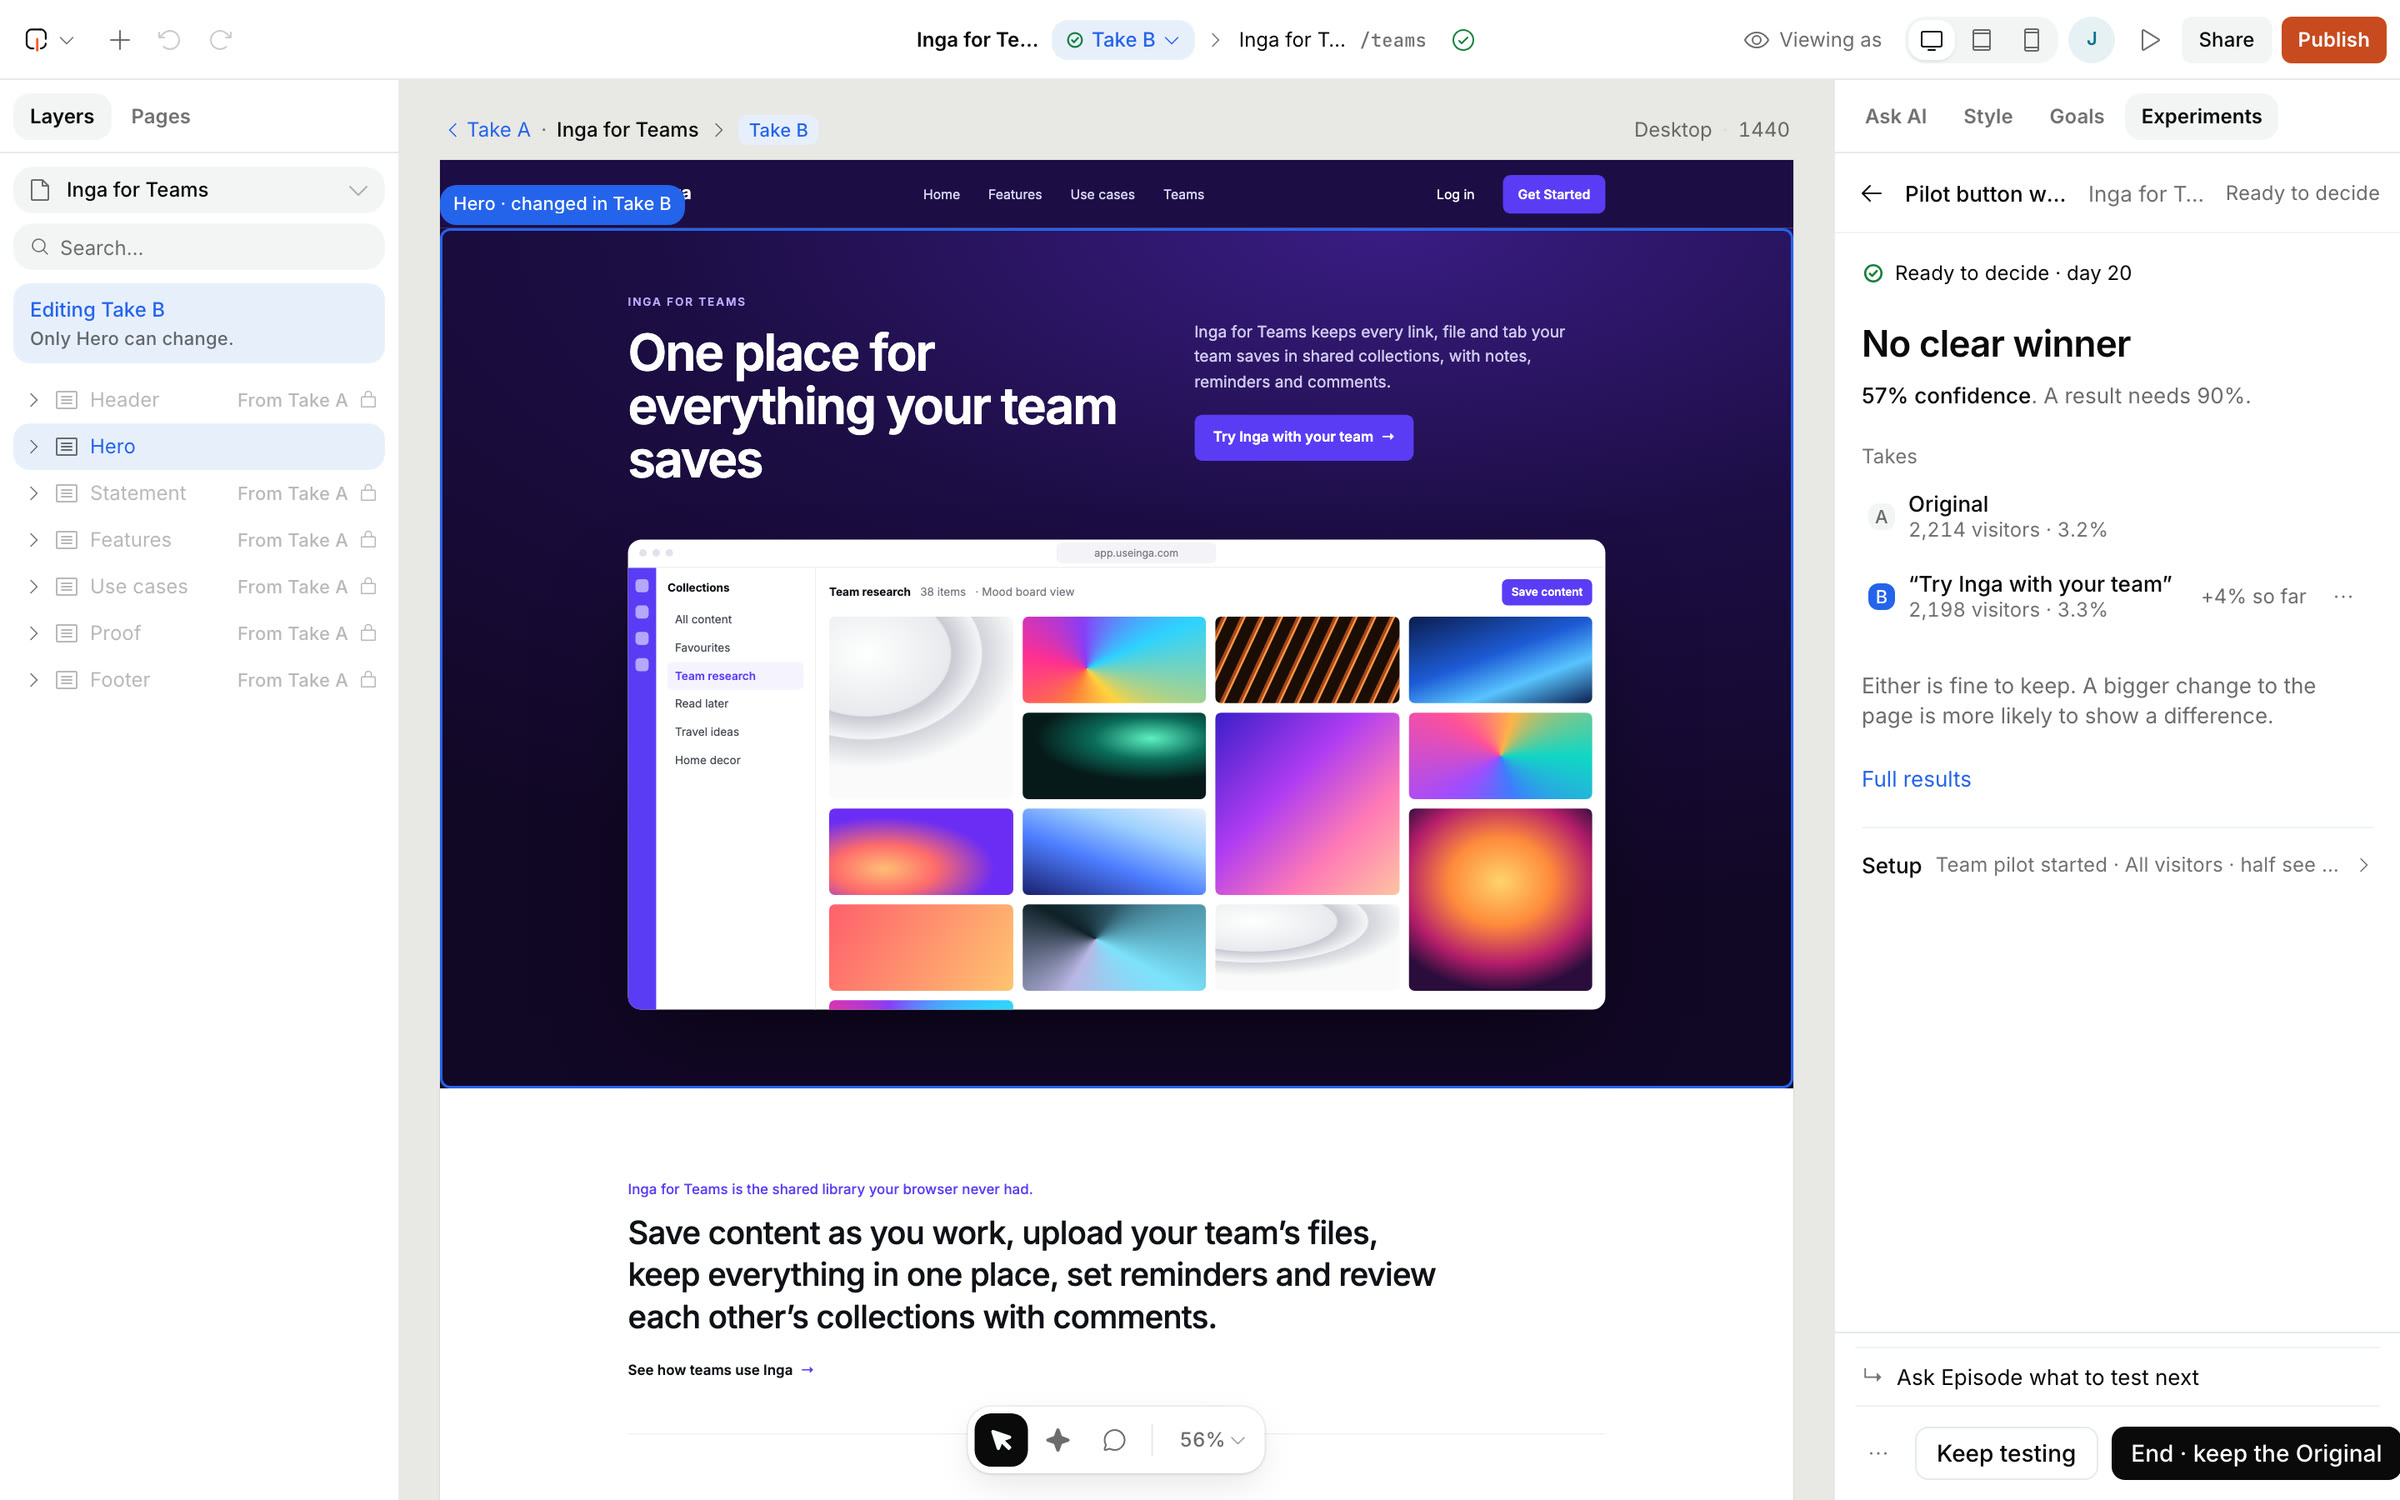 Inga for Te...
Take B
Inga for T...
/teams
Viewing as
J
Share
Publish
Layers
Pages
Inga for Teams
Search...
Editing Take B
Only Hero can change.
Header
From Take A
Hero
Statement
From Take A
Features
From Take A
Use cases
From Take A
Proof
From Take A
Footer
From Take A
Take A · Inga for Teams
Take B
Desktop · 1440
Hero · changed in Take B
Home
Features
Use cases
Teams
Log in
Get Started
INGA FOR TEAMS
One place for
everything your team
saves
Inga for Teams keeps every link, file and tab your
team saves in shared collections, with notes,
reminders and comments.
Try Inga with your team →
app.useinga.com
Collections
All content
Favourites
Team research
Read later
Travel ideas
Home decor
Team research 38 items · Mood board view
Save content
Inga for Teams is the shared library your browser never had.
Save content as you work, upload your team’s files,
keep everything in one place, set reminders and review
each other’s collections with comments.
See how teams use Inga →
56%
Ask AI
Style
Goals
Experiments
Pilot button w...
Inga for T...
Ready to decide
Ready to decide · day 20
No clear winner
57% confidence. A result needs 90%.
Takes
A
Original
2,214 visitors · 3.2%
B
“Try Inga with your team”
2,198 visitors · 3.3%
+4% so far
Either is fine to keep. A bigger change to the
page is more likely to show a difference.
Full results
Setup
Team pilot started · All visitors · half see ...
Ask Episode what to test next
Keep testing
End · keep the Original